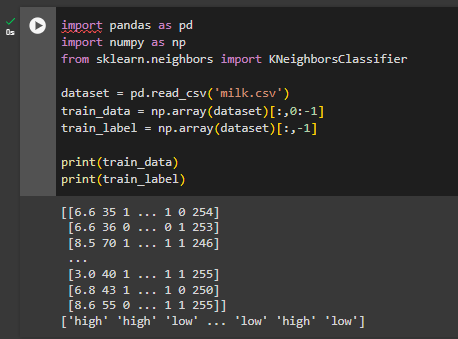 0s
import pandas as pd
import numpy as np
from sklearn.neighbors import KNeighborsClassifier
dataset = pd.read_csv('milk.csv')
train_data = np.array(dataset)[:,0:-1]
train_label = np.array(dataset)[:,-1]
print(train_data)
print(train_label)
[[6.6 35 1 ... 1 0 254]
[6.6 36 0 ... 0 1 253]
[8.5 70 1 ... 1 1 246]
...
[3.0 40 1 ... 1 1 255]
[6.8 43 1 ... 1 0 250]
[8.6 55 0 ... 1 1 255]]
['high' 'high' 'low' ... 'low' 'high' 'low']